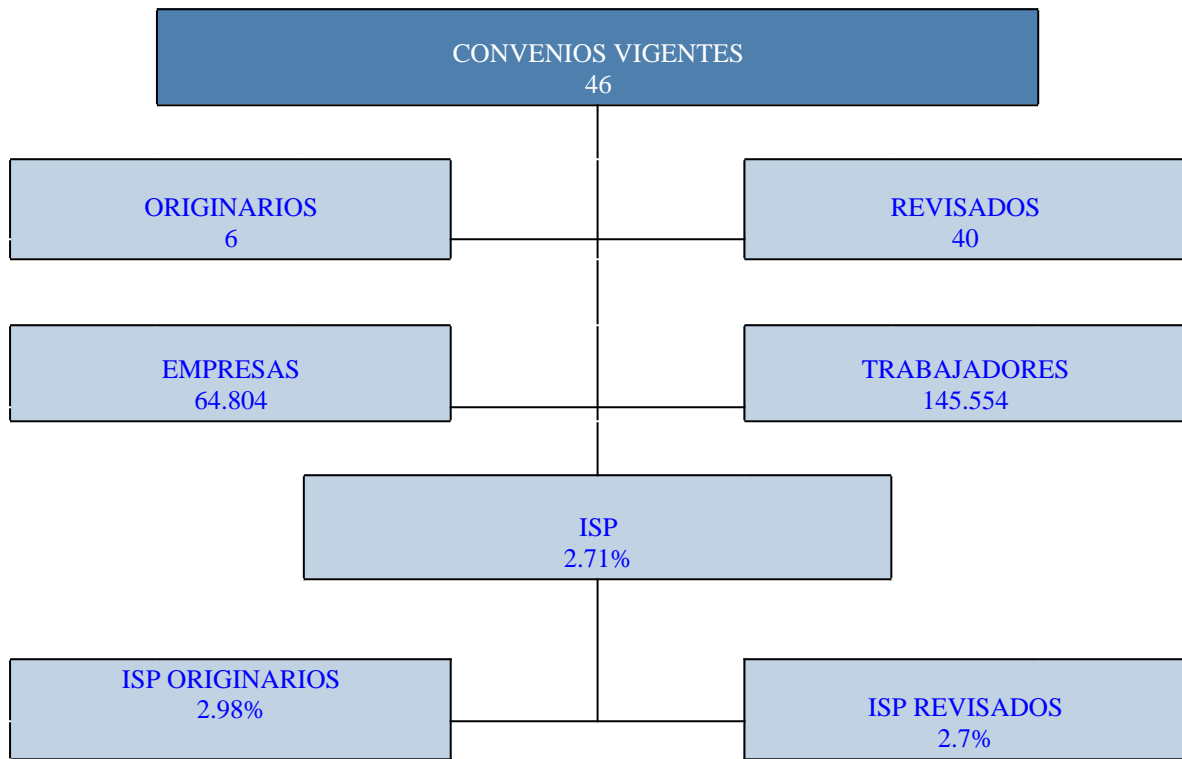 CONVENIOS VIGENTES
46
ORIGINARIOS
6
REVISADOS
40
EMPRESAS
64.804
TRABAJADORES
145.554
ISP
2.71%
ISP ORIGINARIOS
2.98%
ISP REVISADOS
2.7%